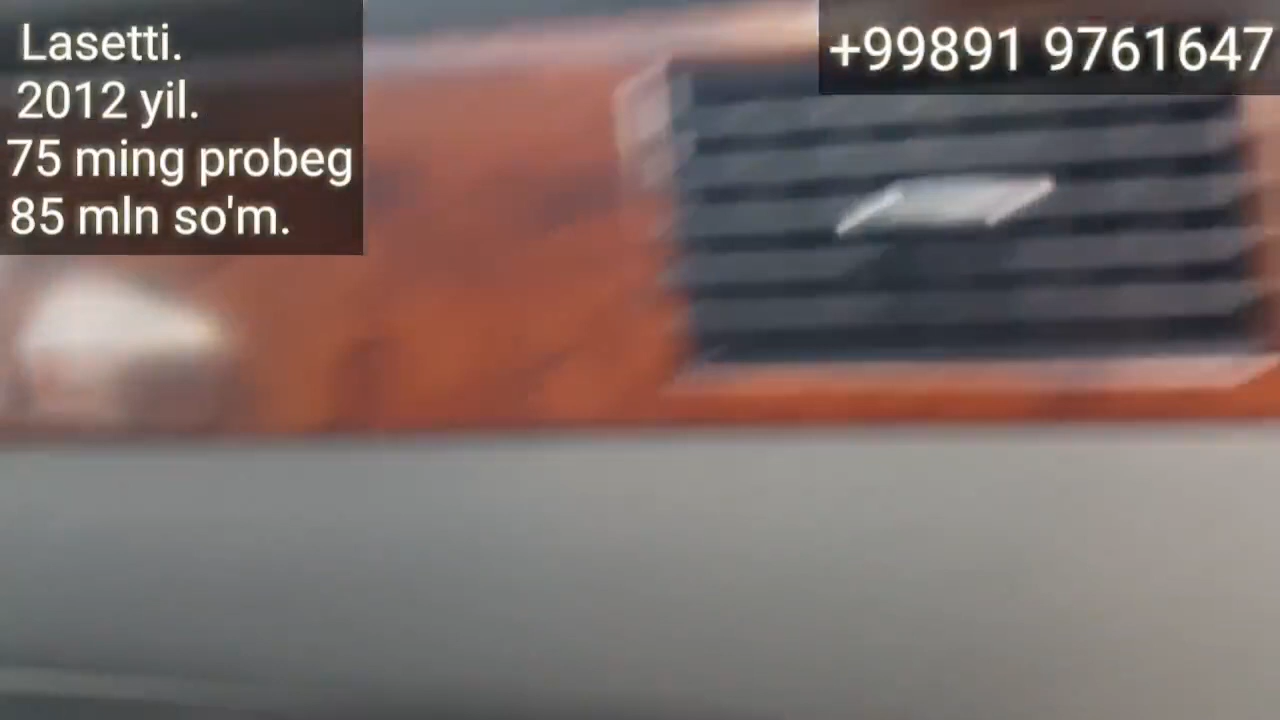 Lasetti.
2012 yil.
75 ming probeg
85 mln so'm.
+99891 9761647